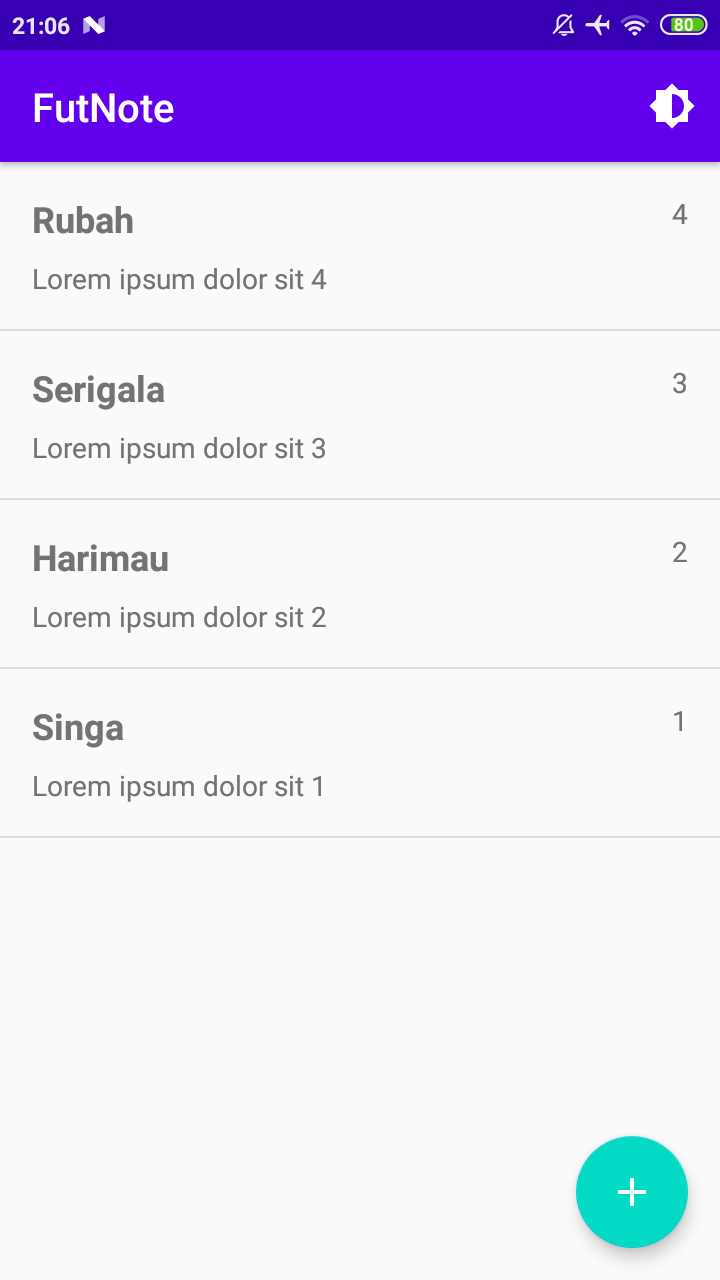 21:06
80
FutNote
Rubah
4
Lorem ipsum dolor sit 4
Serigala
3
Lorem ipsum dolor sit 3
Harimau
2
Lorem ipsum dolor sit 2
Singa
1
Lorem ipsum dolor sit 1